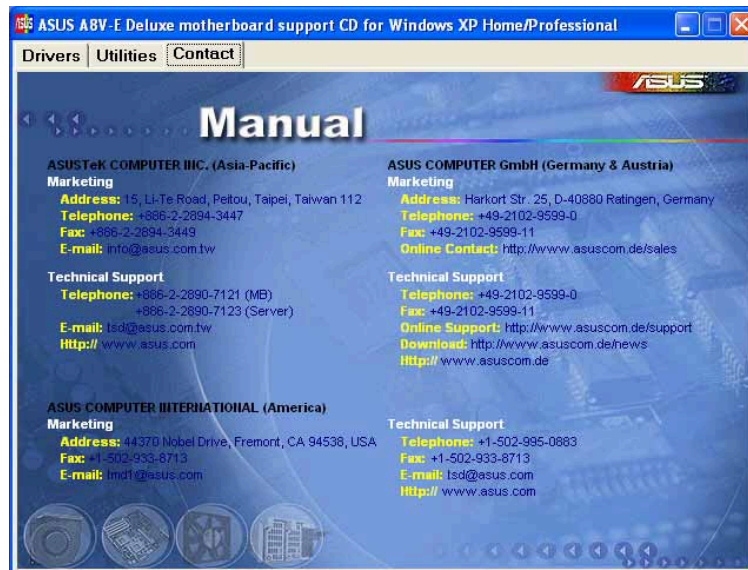 ASUS A8V-E Deluxe motherboard support CD for Windows XP Home/Professional
Drivers Utilities Contact
ASUS
Manual
ASUSTeK COMPUTER INC. (Asia-Pacific)
Marketing
Address: 15, Li-Te Road, Peitou, Taipei, Taiwan 112
Telephone: +886-2-2894-3447
Fax: +886-2-2894-3449
E-mail: info@asus.com.tw
Technical Support
Telephone: +886-2-2890-7121 (MB)
+886-2-2890-7123 (Server)
E-mail: tsd@asus.com.tw
Http:// www.asus.com
ASUS COMPUTER GmbH (Germany & Austria)
Marketing
Address: Harkort Str. 25, D-40880 Ratingen, Germany
Telephone: +49-2102-9599-0
Fax: +49-2102-9599-11
Online Contact: http://www.asuscom.de/sales
Technical Support
Telephone: +49-2102-9599-0
Fax: +49-2102-9599-11
Online Support: http://www.asuscom.de/support
Download: http://www.asuscom.de/news
Http:// www.asuscom.de
ASUS COMPUTER INTERNATIONAL (America)
Marketing
Address: 44370 Nobel Drive, Fremont, CA 94538, USA
Fax: +1-502-933-8713
E-mail: tmd1@asus.com
Technical Support
Telephone: +1-502-995-0883
Fax: +1-502-933-8713
E-mail: tsd@asus.com
Http:// www.asus.com